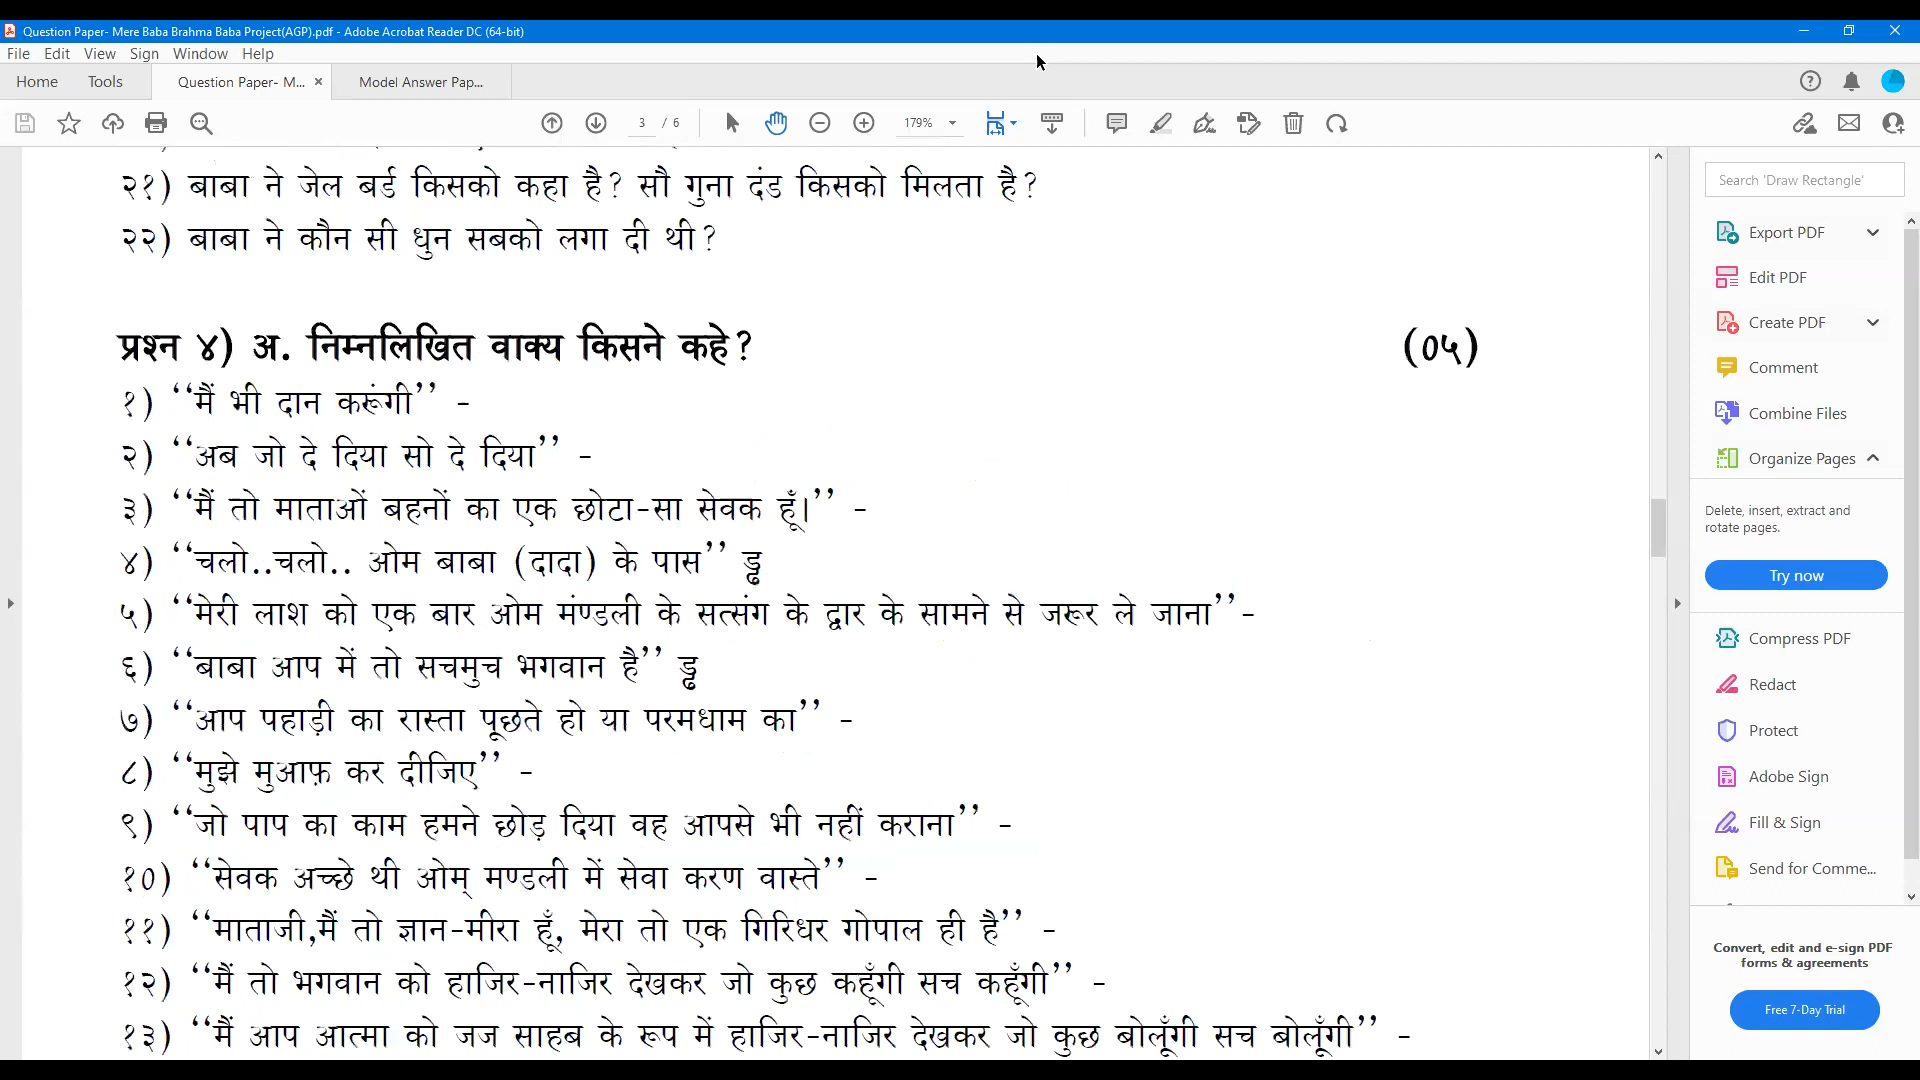 Question Paper- Mere Baba Brahma Baba Project(AGP).pdf - Adobe Acrobat Reader DC (64-bit)
File Edit View Sign Window Help
Home Tools Question Paper- M... × Model Answer Pap...
3 / 6 179%
२१) बाबा ने जेल बर्ड किसको कहा है? सौ गुना दंड किसको मिलता है?
२२) बाबा ने कौन सी धुन सबको लगा दी थी?
प्रश्न ४) अ. निम्नलिखित वाक्य किसने कहे? (०५)
१) ‘‘मैं भी दान करूंगी’’ -
२) ‘‘अब जो दे दिया सो दे दिया’’ -
३) ‘‘मैं तो माताओं बहनों का एक छोटा-सा सेवक हूँ।’’ -
४) ‘‘चलो..चलो.. ओम बाबा (दादा) के पास’’ ड्ढ
५) ‘‘मेरी लाश को एक बार ओम मंण्डली के सत्संग के द्वार के सामने से जरूर ले जाना’’-
६) ‘‘बाबा आप में तो सचमुच भगवान है’’ ड्ढ
७) ‘‘आप पहाड़ी का रास्ता पूछते हो या परमधाम का’’ -
८) ‘‘मुझे मुआफ़ कर दीजिए’’ -
९) ‘‘जो पाप का काम हमने छोड़ दिया वह आपसे भी नहीं कराना’’ -
१०) ‘‘सेवक अच्छे थी ओम् मण्डली में सेवा करण वास्ते’’ -
११) ‘‘माताजी,मैं तो ज्ञान-मीरा हूँ, मेरा तो एक गिरिधर गोपाल ही है’’ -
१२) ‘‘मैं तो भगवान को हाजिर-नाजिर देखकर जो कुछ कहूँगी सच कहूँगी’’ -
१३) ‘‘मैं आप आत्मा को जज साहब के रूप में हाजिर-नाजिर देखकर जो कुछ बोलूँगी सच बोलूँगी’’ -
Search 'Draw Rectangle'
Export PDF
Edit PDF
Create PDF
Comment
Combine Files
Organize Pages
Delete, insert, extract and
rotate pages.
Try now
Compress PDF
Redact
Protect
Adobe Sign
Fill & Sign
Send for Comme...
Convert, edit and e-sign PDF
forms & agreements
Free 7-Day Trial